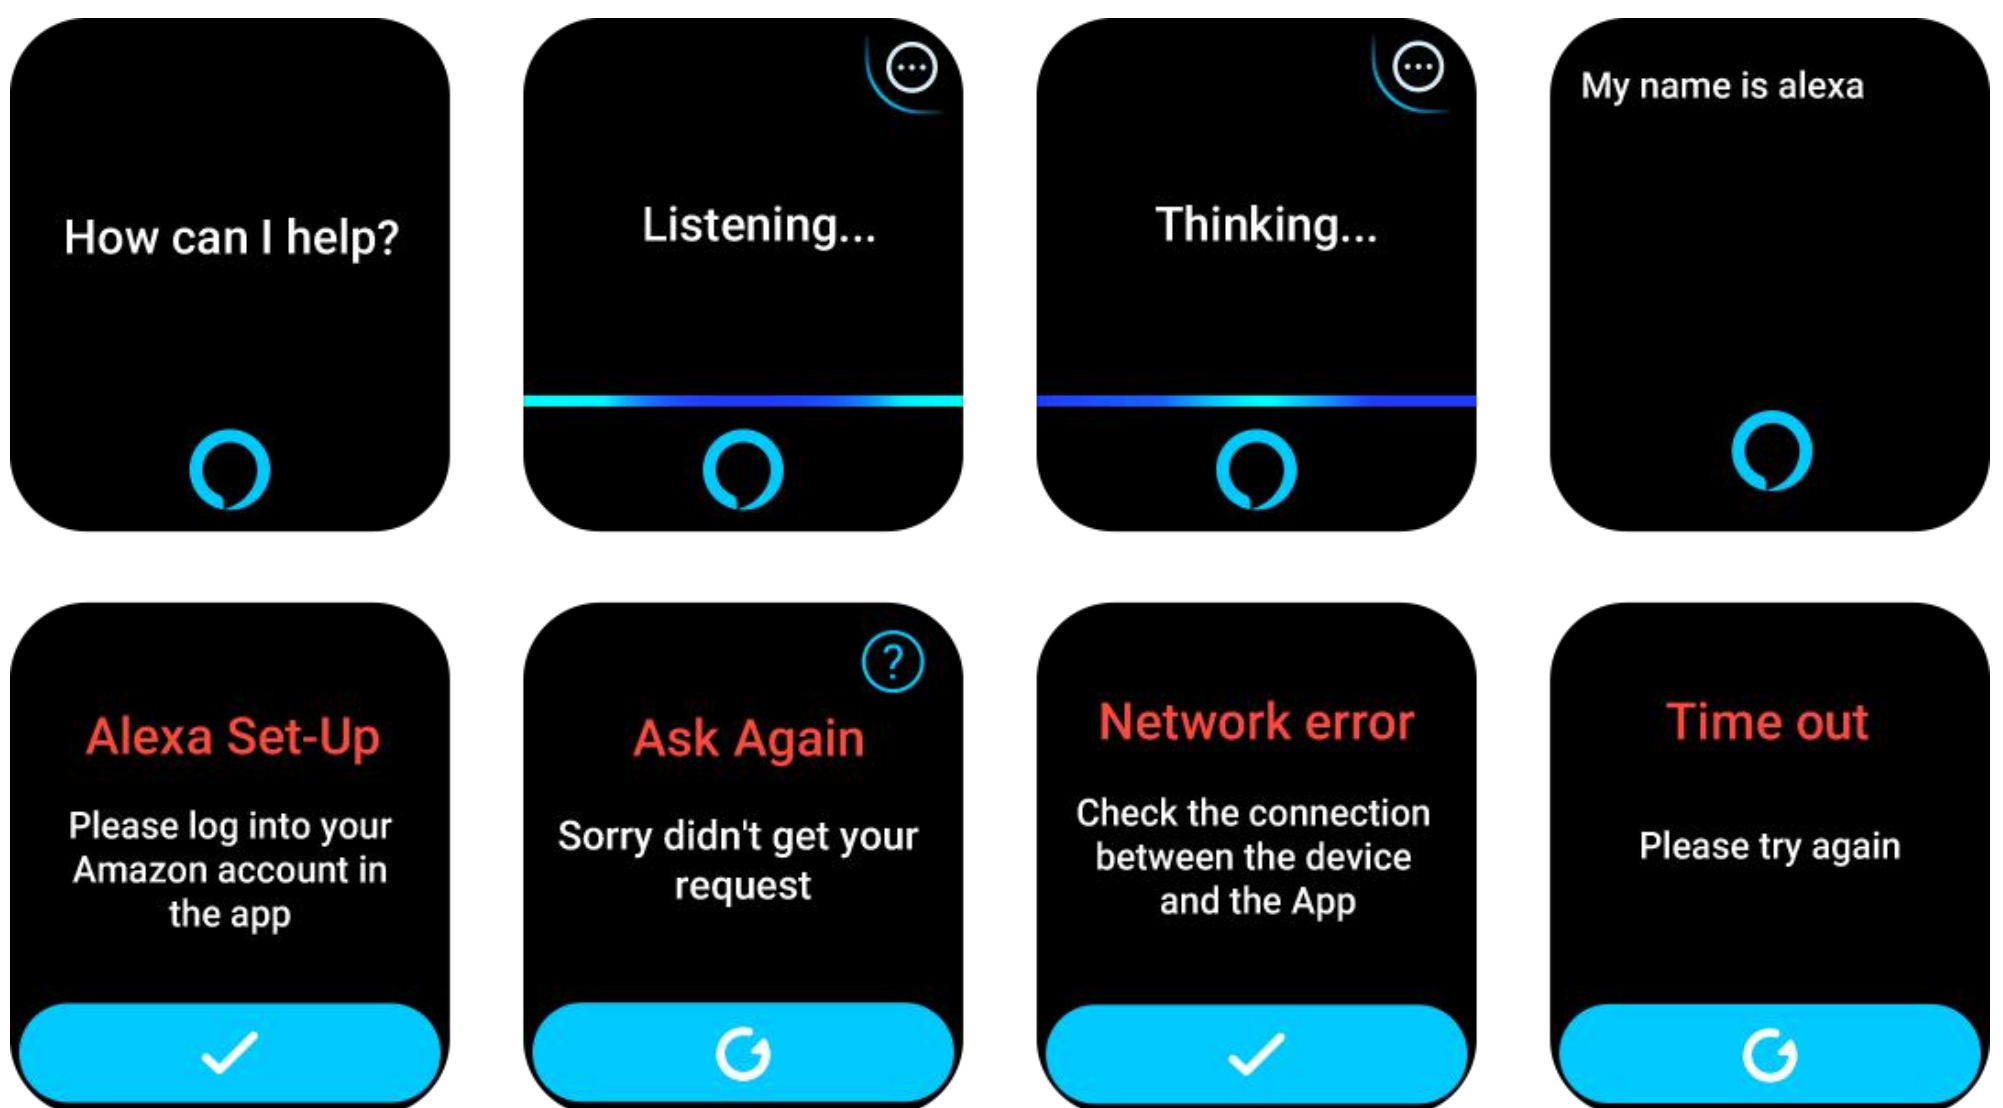 How can I help?
Listening...
Thinking...
My name is alexa
Alexa Set-Up
Please log into your
Amazon account in
the app
?
Ask Again
Sorry didn't get your
request
Network error
Check the connection
between the device
and the App
Time out
Please try again